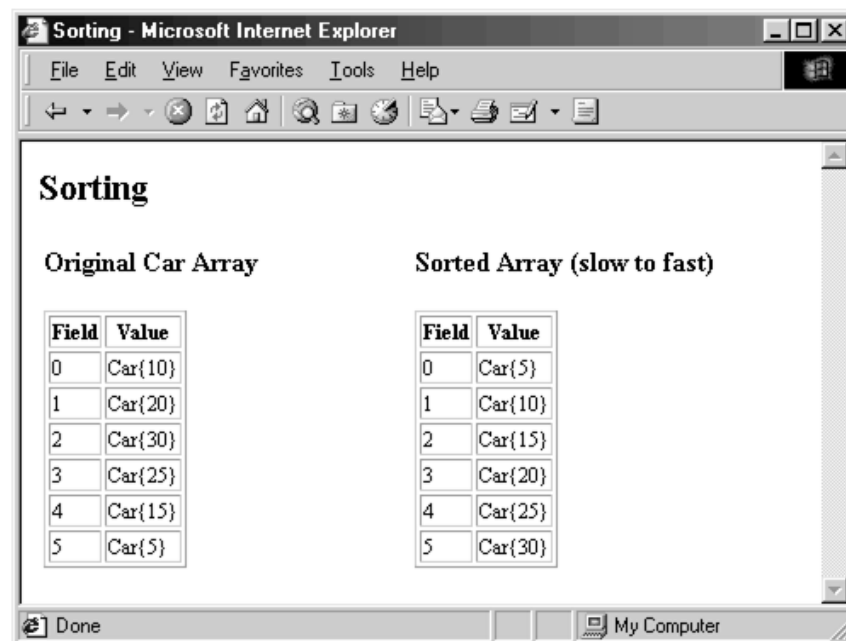 Sorting - Microsoft Internet Explorer
File Edit View Favorites Tools Help
Sorting
Original Car Array
Field Value
0 Car{10}
1 Car{20}
2 Car{30}
3 Car{25}
4 Car{15}
5 Car{5}
Sorted Array (slow to fast)
Field Value
0 Car{5}
1 Car{10}
2 Car{15}
3 Car{20}
4 Car{25}
5 Car{30}
Done
My Computer